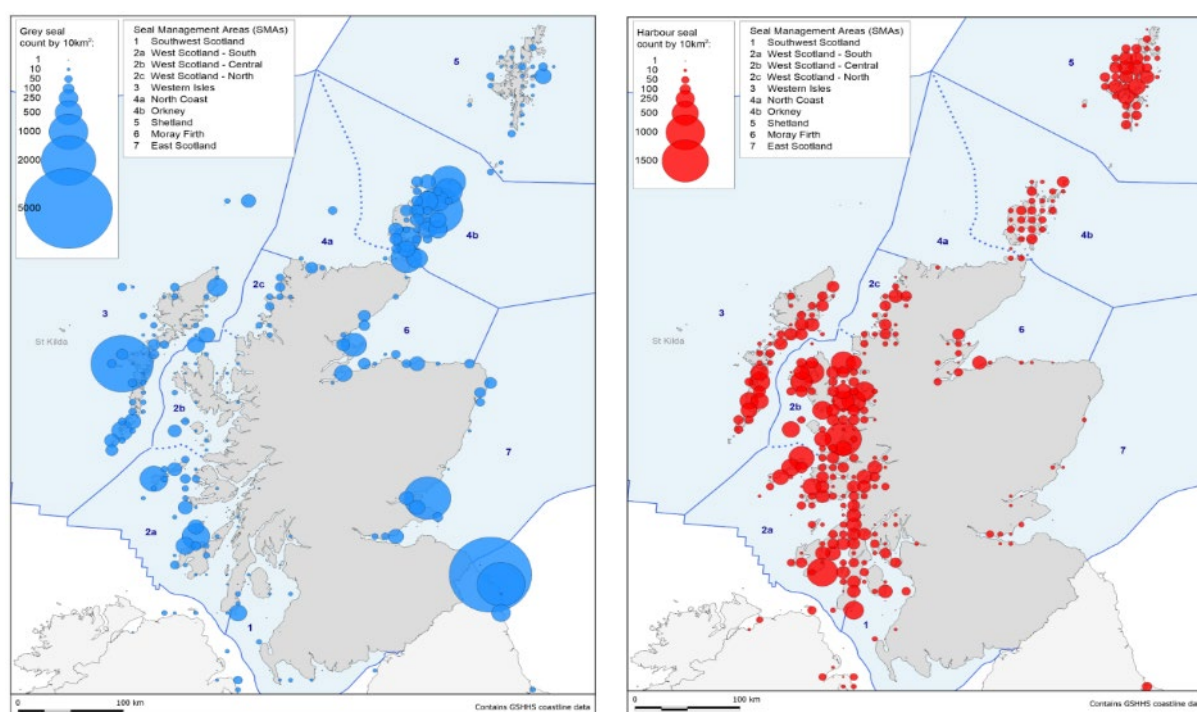 Grey seal
count by 10km²:
1
10
50
100
250
500
1000
2000
5000
Seal Management Areas (SMAs)
1 Southwest Scotland
2a West Scotland - South
2b West Scotland - Central
2c West Scotland - North
3 Western Isles
4a North Coast
4b Orkney
5 Shetland
6 Moray Firth
7 East Scotland
5
4a
4b
2c
3
St Kilda
6
2b
7
2a
1
0 100 km
Contains GSHHS coastline data
Harbour seal
count by 10km²:
1
10
50
100
250
500
1000
1500
Seal Management Areas (SMAs)
1 Southwest Scotland
2a West Scotland - South
2b West Scotland - Central
2c West Scotland - North
3 Western Isles
4a North Coast
4b Orkney
5 Shetland
6 Moray Firth
7 East Scotland
5
4a
4b
2c
3
St Kilda
6
2b
7
2a
1
0 100 km
Contains GSHHS coastline data